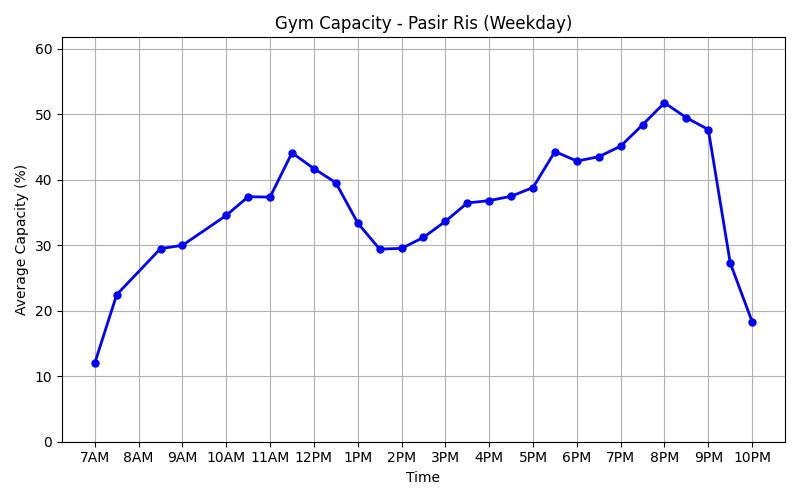 Gym Capacity - Pasir Ris (Weekday)
Average Capacity (%)
60
50
40
30
20
10
0
7AM 8AM 9AM 10AM 11AM 12PM 1PM 2PM 3PM 4PM 5PM 6PM 7PM 8PM 9PM 10PM
Time